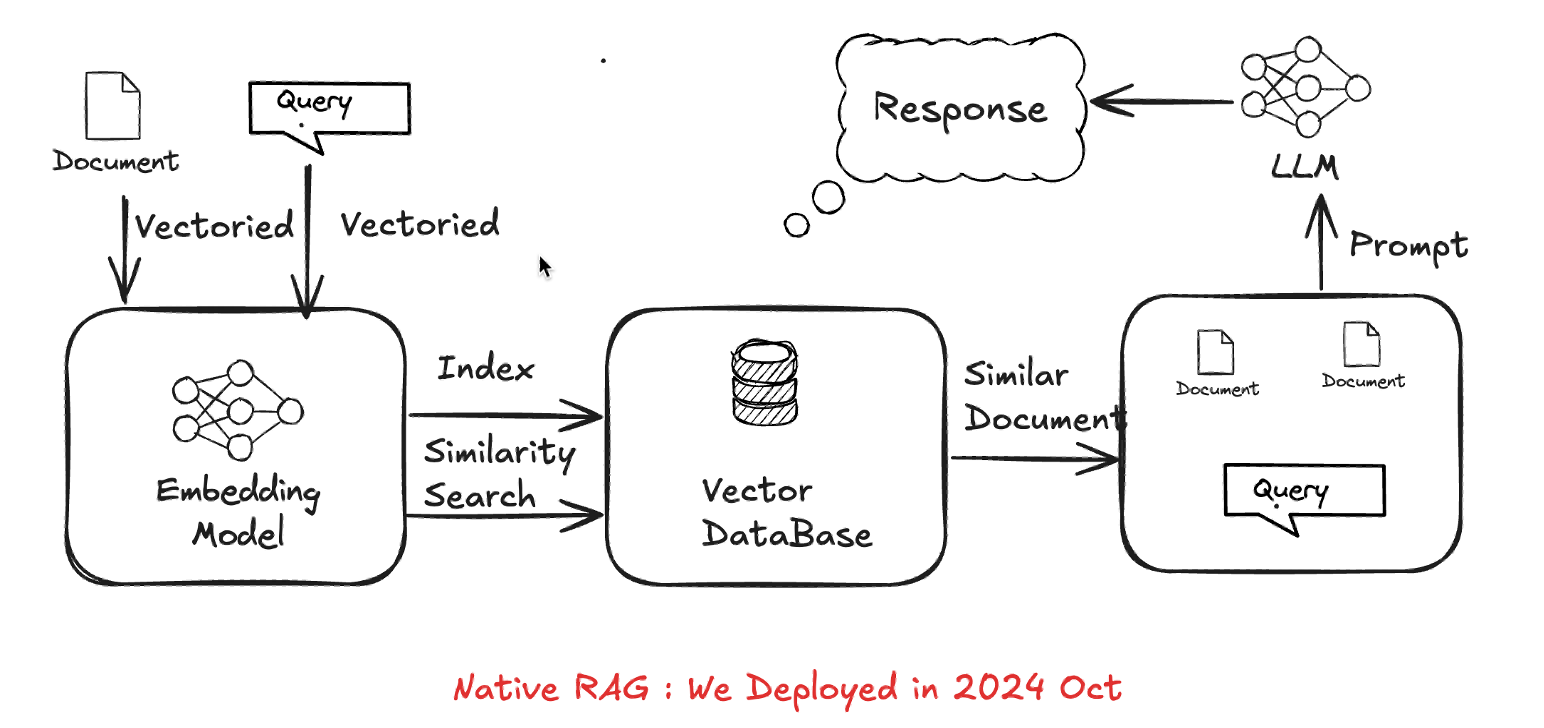 Query
Document
Vectoried
Vectoried
Response
LLM
Prompt
Embedding
Model
Index
Similarity
Search
Vector
DataBase
Similar
Document
Document
Document
Query
Native RAG : We Deployed in 2024 Oct